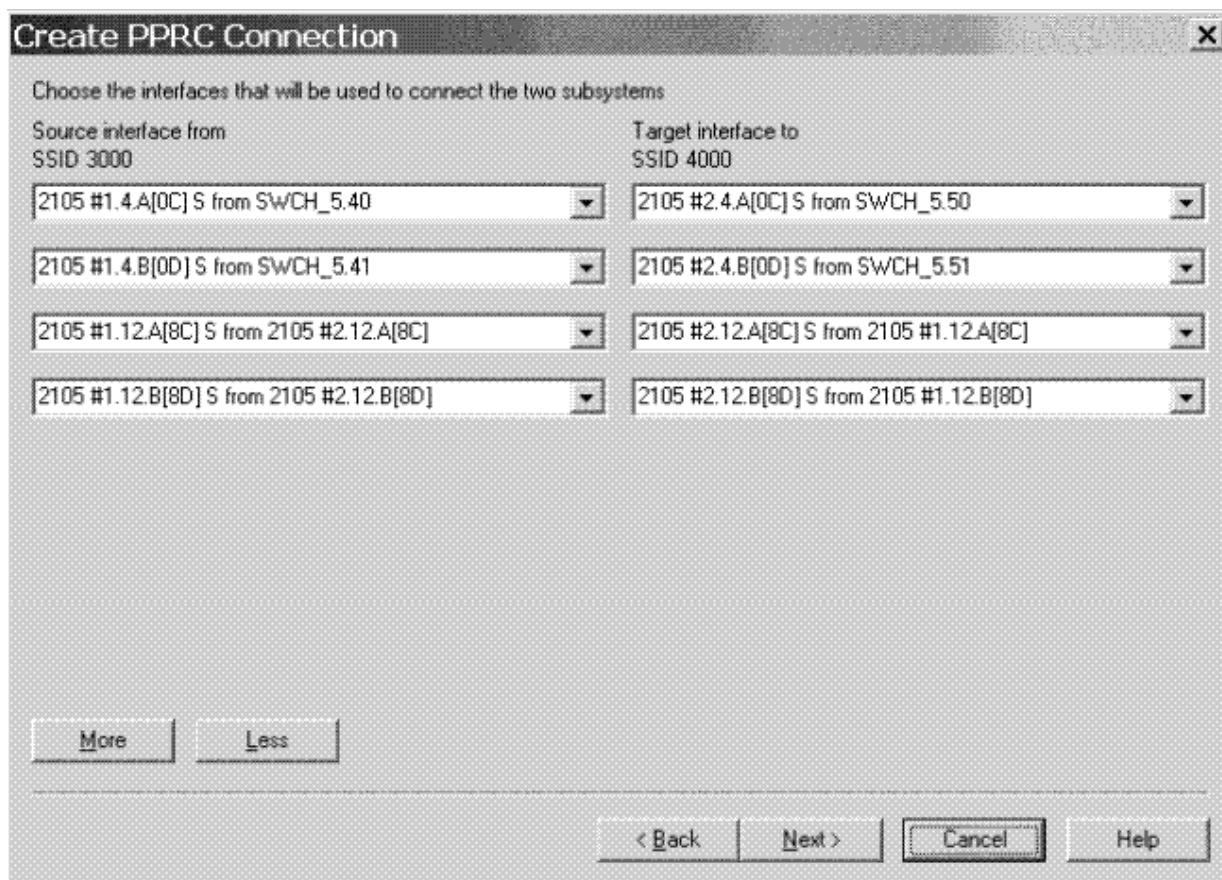 Create PPRC Connection
Choose the interfaces that will be used to connect the two subsystems
Source interface from
SSID 3000
Target interface to
SSID 4000
2105 #1.4.A[0C] S from SWCH_5.40
2105 #2.4.A[0C] S from SWCH_5.50
2105 #1.4.B[0D] S from SWCH_5.41
2105 #2.4.B[0D] S from SWCH_5.51
2105 #1.12.A[8C] S from 2105 #2.12.A[8C]
2105 #2.12.A[8C] S from 2105 #1.12.A[8C]
2105 #1.12.B[8D] S from 2105 #2.12.B[8D]
2105 #2.12.B[8D] S from 2105 #1.12.B[8D]
More
Less
< Back
Next >
Cancel
Help